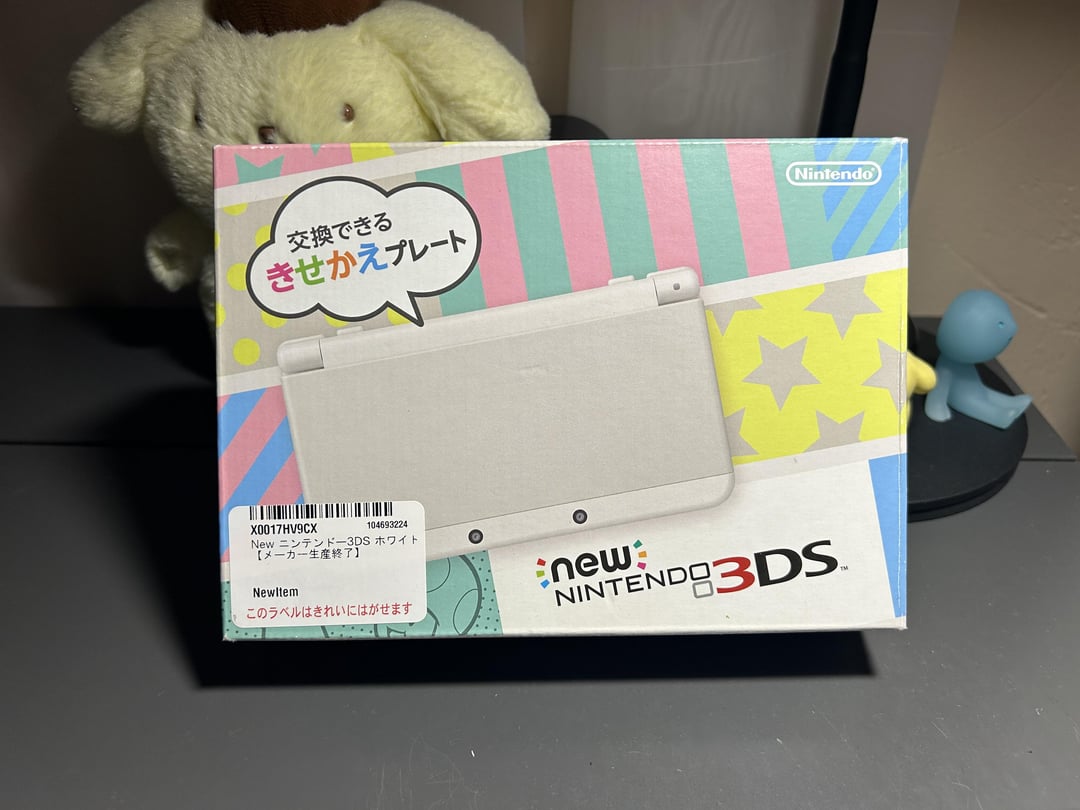 Nintendo
交換できる
きせかえプレート
new
NINTENDO 3DS™
X0017HV9CX 104693224
New ニンテンドー3DS ホワイト
【メーカー生産終了】
NewItem
このラベルはきれいにはがせます